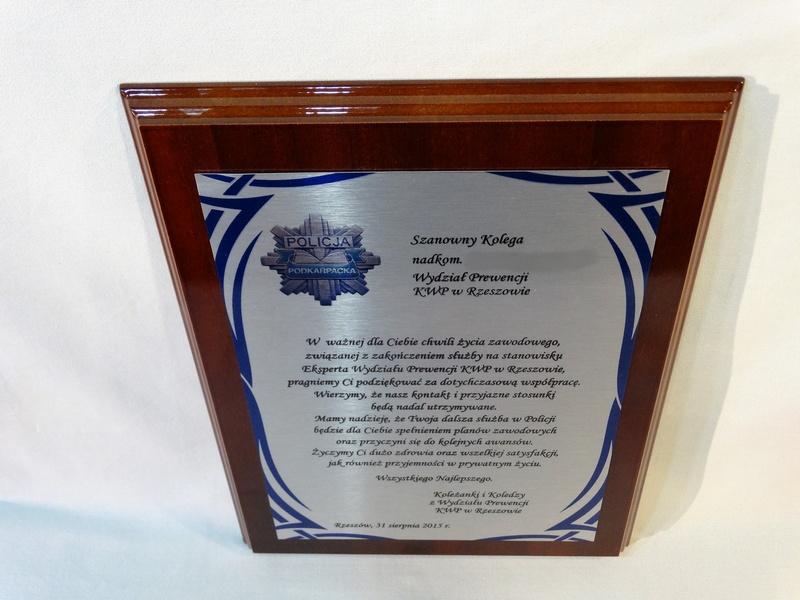 POLICJA
PODKARPACKA
Szanowny Kolega
nadkom.
Wydział Prewencji
KWP w Rzeszowie
W ważnej dla Ciebie chwili życia zawodowego,
związanej z zakończeniem służby na stanowisku
Eksperta Wydziału Prewencji KWP w Rzeszowie,
pragniemy Ci podziękować za dotychczasową współpracę.
Wierzymy, że nasz kontakt i przyjazne stosunki
będą nadal utrzymywane.
Mamy nadzieję, że Twoja dalsza służba w Policji
będzie dla Ciebie spełnieniem planów zawodowych
oraz przyczyni się do kolejnych awansów.
Życzymy Ci dużo zdrowia oraz wszelkiej satysfakcji,
jak również przyjemności w prywatnym życiu.
Wszystkiego Najlepszego.
Koleżanki i Koledzy
z Wydziału Prewencji
KWP w Rzeszowie
Rzeszów, 31 sierpnia 2015 r.